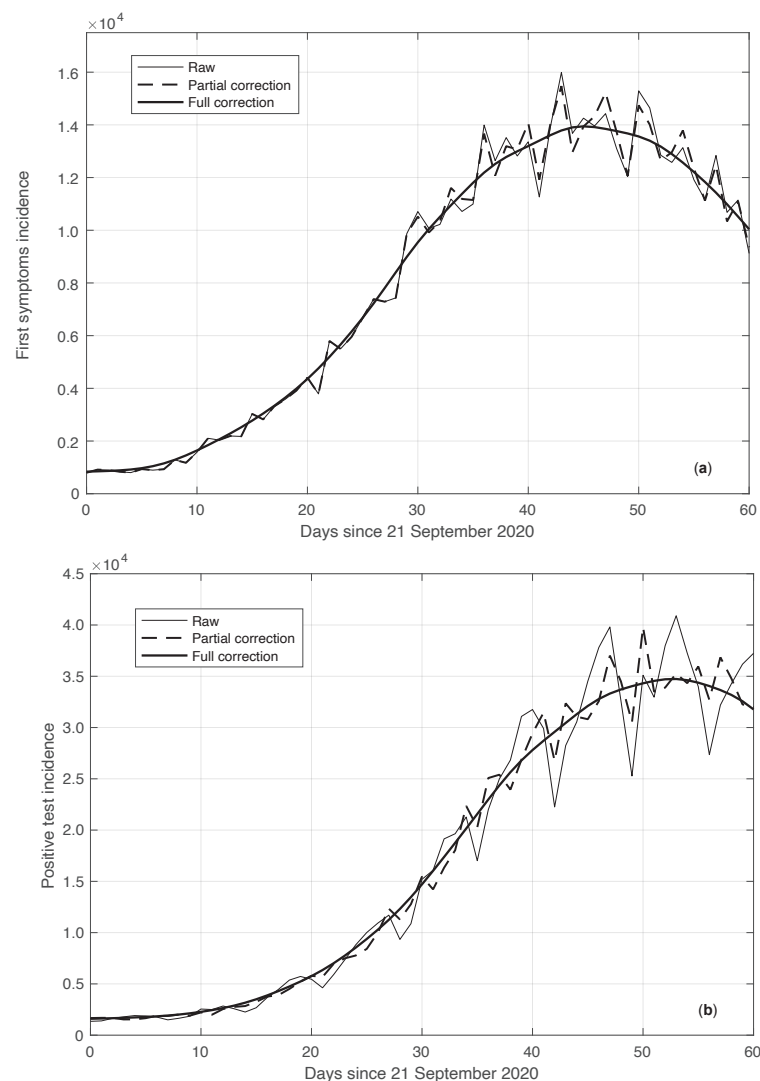 ×10⁴
1.6
1.4
1.2
1.0
0.8
0.6
0.4
0.2
0
First symptoms incidence
Raw
Partial correction
Full correction
(a)
0 10 20 30 40 50 60
Days since 21 September 2020
×10⁴
4.5
4.0
3.5
3.0
2.5
2.0
1.5
1.0
0.5
0
Positive test incidence
Raw
Partial correction
Full correction
(b)
0 10 20 30 40 50 60
Days since 21 September 2020